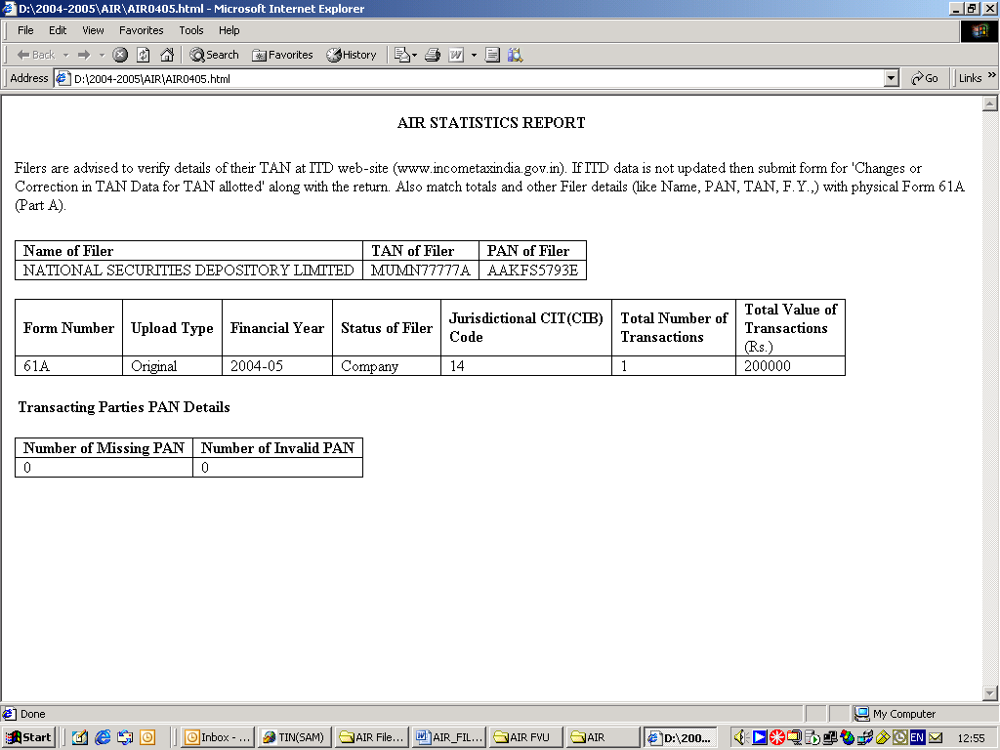 D:\2004-2005\AIR\AIR0405.html - Microsoft Internet Explorer
File Edit View Favorites Tools Help
Back Search Favorites History
Address D:\2004-2005\AIR\AIR0405.html Go Links »
AIR STATISTICS REPORT
Filers are advised to verify details of their TAN at ITD web-site (www.incometaxindia.gov.in). If ITD data is not updated then submit form for 'Changes or
Correction in TAN Data for TAN allotted' along with the return. Also match totals and other Filer details (like Name, PAN, TAN, F.Y.,) with physical Form 61A
(Part A).
Name of Filer TAN of Filer PAN of Filer
NATIONAL SECURITIES DEPOSITORY LIMITED MUMN77777A AAKFS5793E
Form Number Upload Type Financial Year Status of Filer Jurisdictional CIT(CIB) Code Total Number of Transactions Total Value of Transactions (Rs.)
61A Original 2004-05 Company 14 1 200000
Transacting Parties PAN Details
Number of Missing PAN Number of Invalid PAN
0 0
Done My Computer
Start Inbox - ... TIN(SAM) AIR File... AIR_FIL... AIR FVU AIR D:\200... EN 12:55